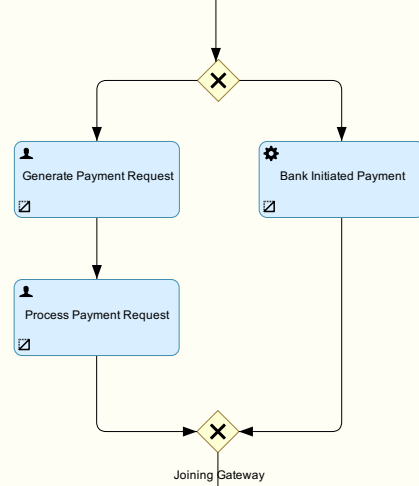 Generate Payment Request
Bank Initiated Payment
Process Payment Request
Joining Gateway